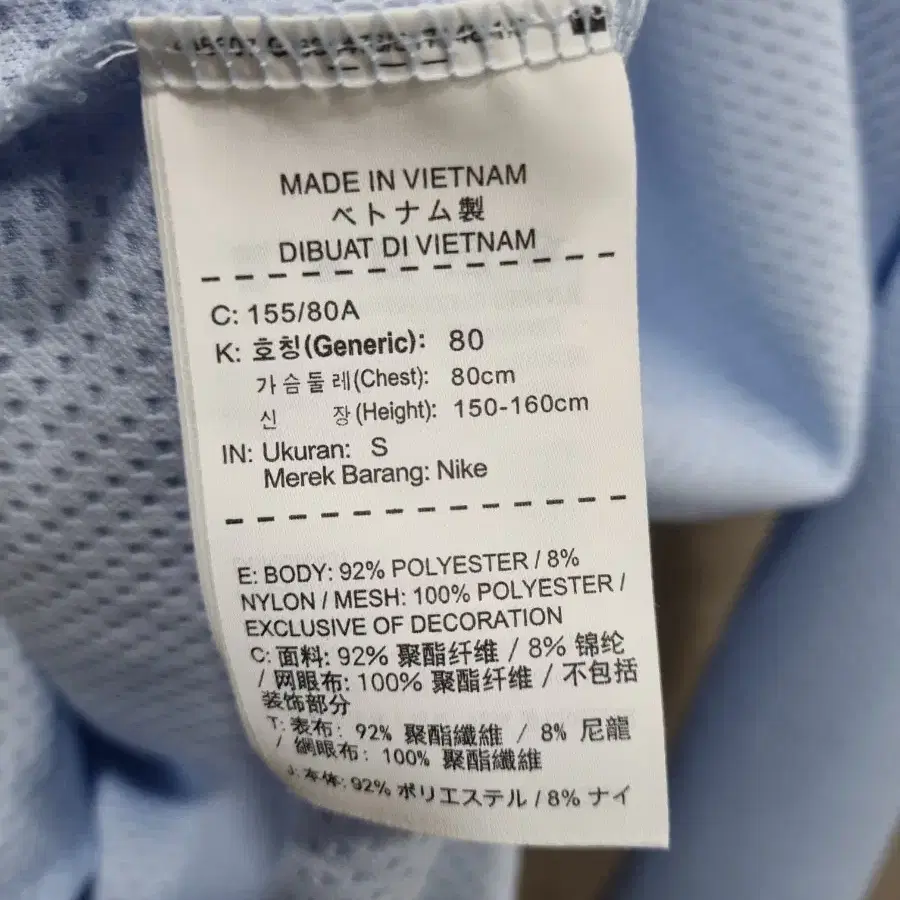 MADE IN VIETNAM
ベトナム製
DIBUAT DI VIETNAM
C: 155/80A
K: 호칭(Generic): 80
가슴둘레(Chest): 80cm
신 장(Height): 150-160cm
IN: Ukuran: S
Merek Barang: Nike
E: BODY: 92% POLYESTER / 8%
NYLON / MESH: 100% POLYESTER /
EXCLUSIVE OF DECORATION
C: 面料: 92% 聚酯纤维 / 8% 锦纶
/ 网眼布: 100% 聚酯纤维 / 不包括
装饰部分
T: 表布: 92% 聚酯纖維 / 8% 尼龍
/ 網眼布: 100% 聚酯纖維
J: 本体: 92% ポリエステル / 8% ナイ